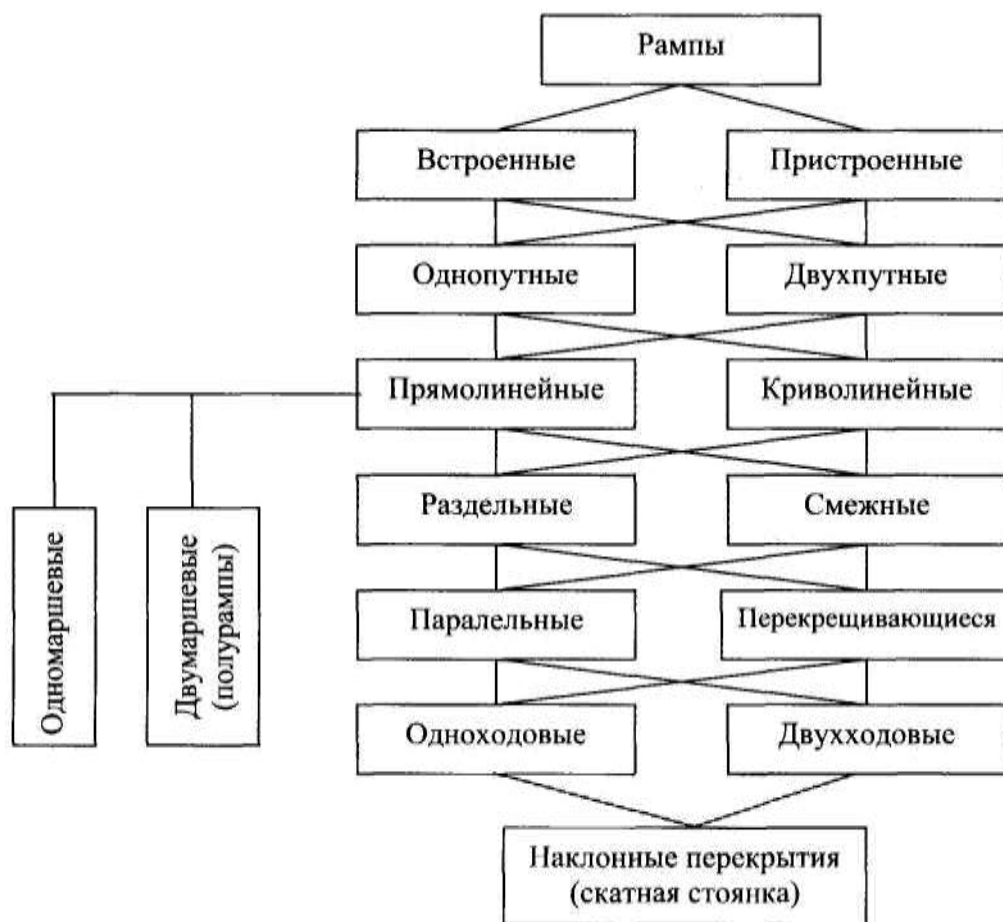 Рампы
Встроенные
Пристроенные
Однопутные
Двухпутные
Прямолинейные
Криволинейные
Раздельные
Смежные
Одномаршевые
Двумаршевые
(полурампы)
Паралельные
Перекрещивающиеся
Одноходовые
Двухходовые
Наклонные перекрытия
(скатная стоянка)